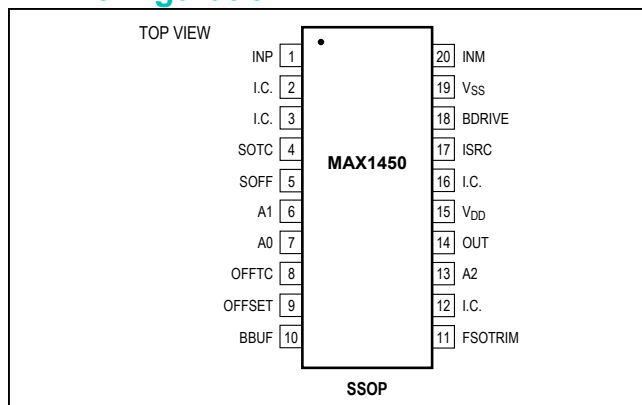 TOP VIEW
INP 1
I.C. 2
I.C. 3
SOTC 4
SOFF 5
A1 6
A0 7
OFFTC 8
OFFSET 9
BBUF 10
MAX1450
20 INM
19 VSS
18 BDRIVE
17 ISRC
16 I.C.
15 VDD
14 OUT
13 A2
12 I.C.
11 FSOTRIM
SSOP